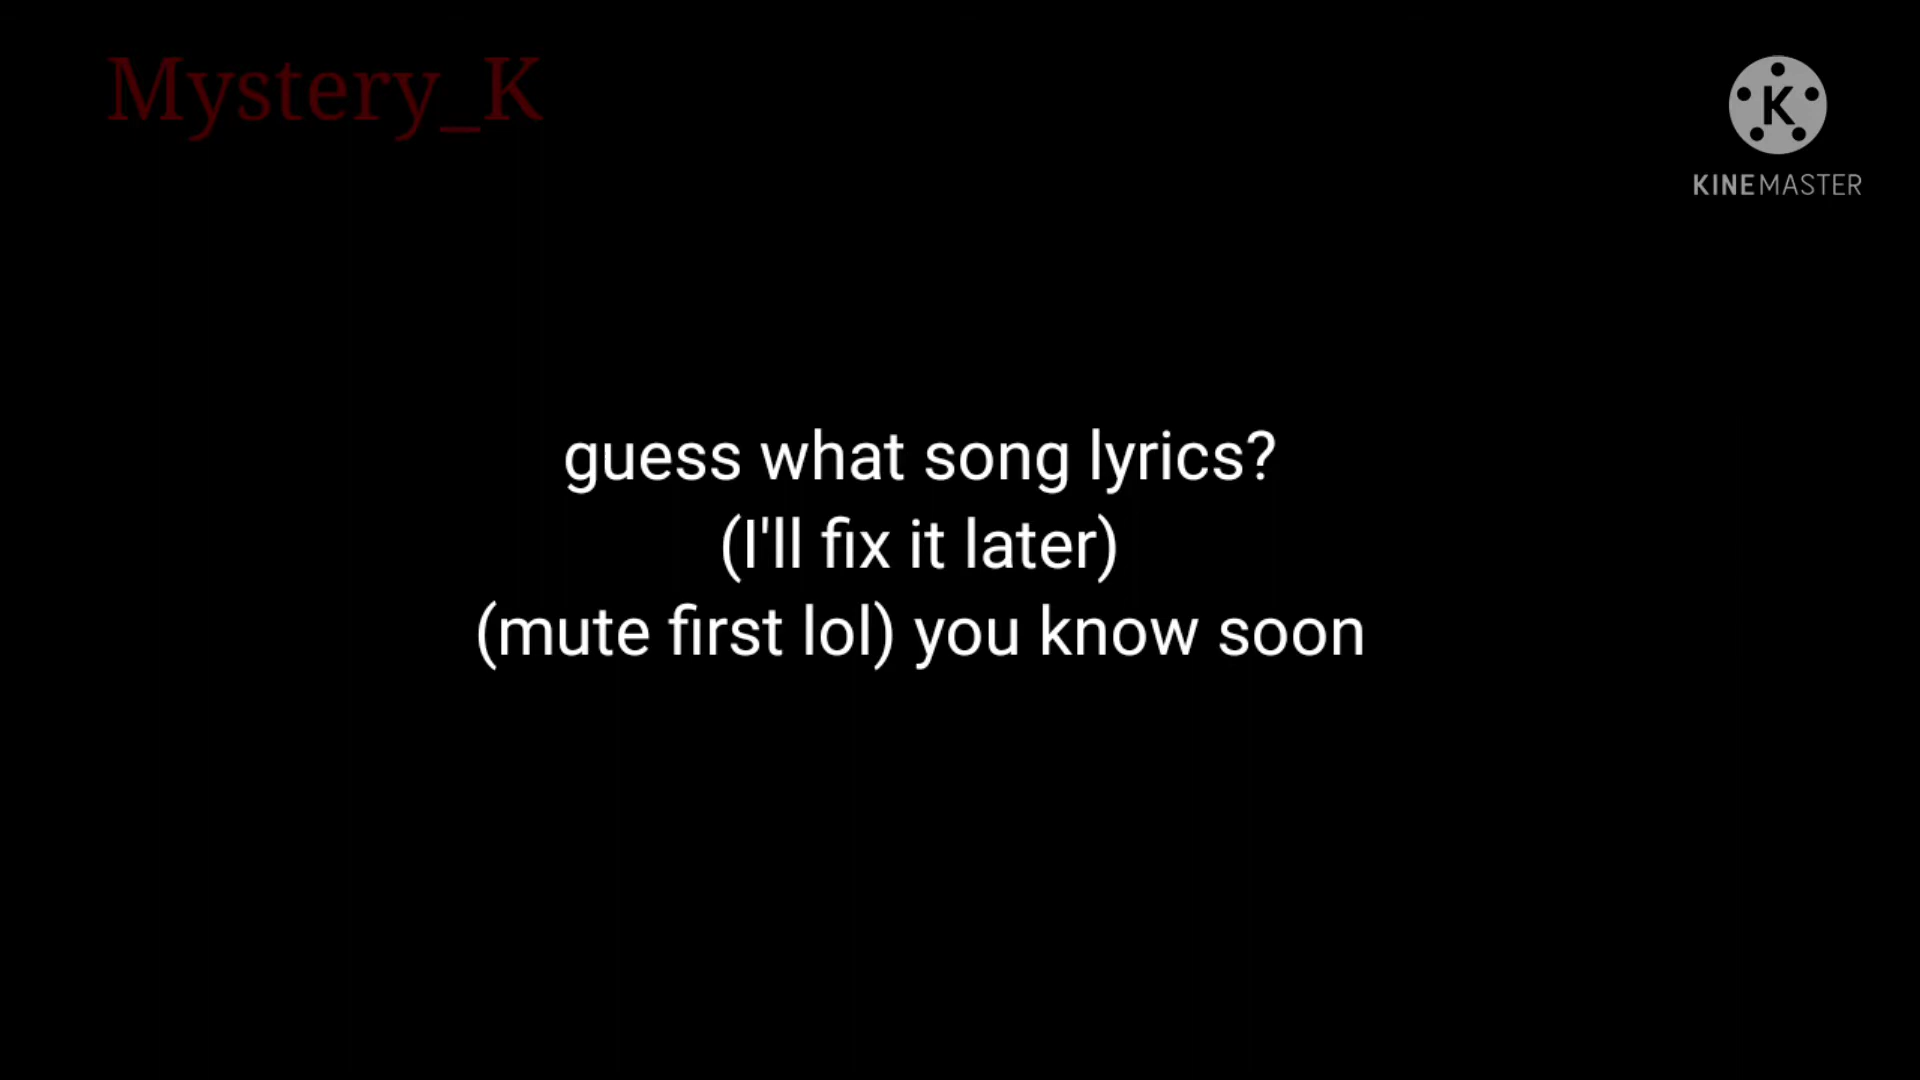 Mystery_K
K
KINEMASTER
guess what song lyrics?
(I'll fix it later)
(mute first lol) you know soon